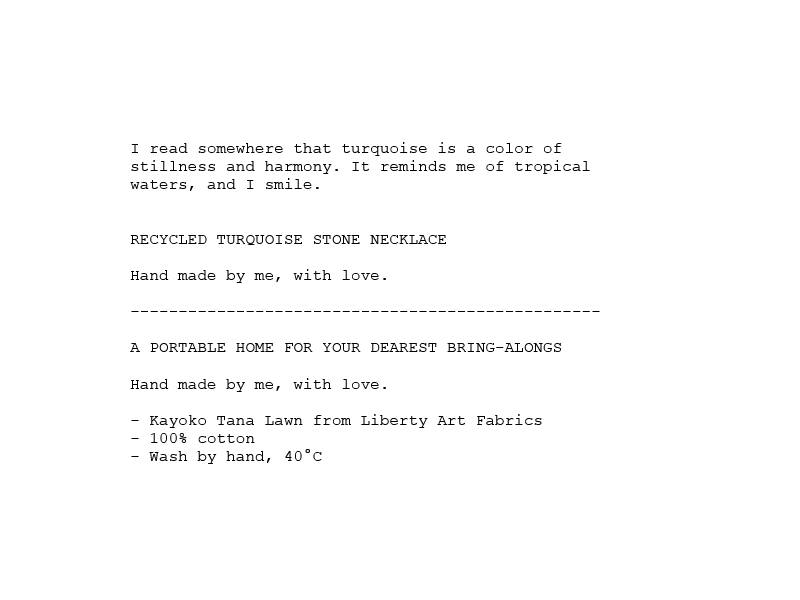 I read somewhere that turquoise is a color of
stillness and harmony. It reminds me of tropical
waters, and I smile.
RECYCLED TURQUOISE STONE NECKLACE
Hand made by me, with love.
-------------------------------------------------
A PORTABLE HOME FOR YOUR DEAREST BRING-ALONGS
Hand made by me, with love.
- Kayoko Tana Lawn from Liberty Art Fabrics
- 100% cotton
- Wash by hand, 40°C